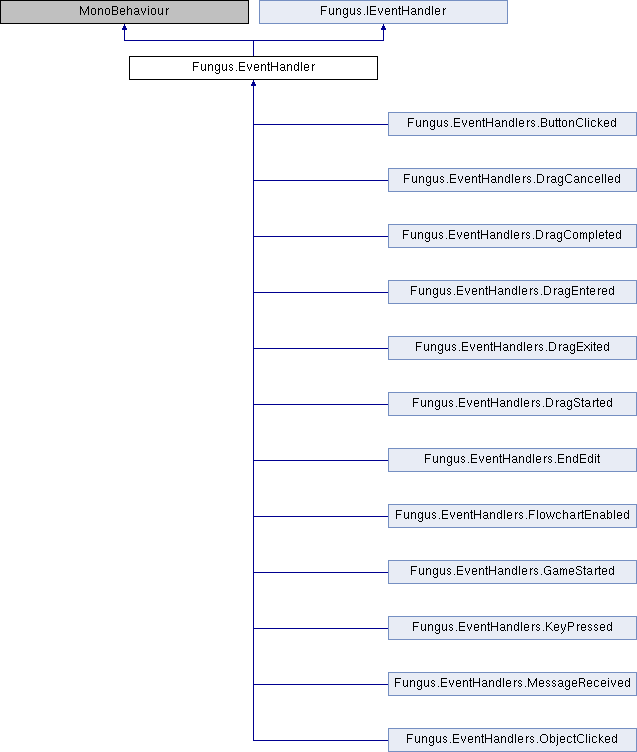 MonoBehaviour
Fungus.IEventHandler
Fungus.EventHandler
Fungus.EventHandlers.ButtonClicked
Fungus.EventHandlers.DragCancelled
Fungus.EventHandlers.DragCompleted
Fungus.EventHandlers.DragEntered
Fungus.EventHandlers.DragExited
Fungus.EventHandlers.DragStarted
Fungus.EventHandlers.EndEdit
Fungus.EventHandlers.FlowchartEnabled
Fungus.EventHandlers.GameStarted
Fungus.EventHandlers.KeyPressed
Fungus.EventHandlers.MessageReceived
Fungus.EventHandlers.ObjectClicked